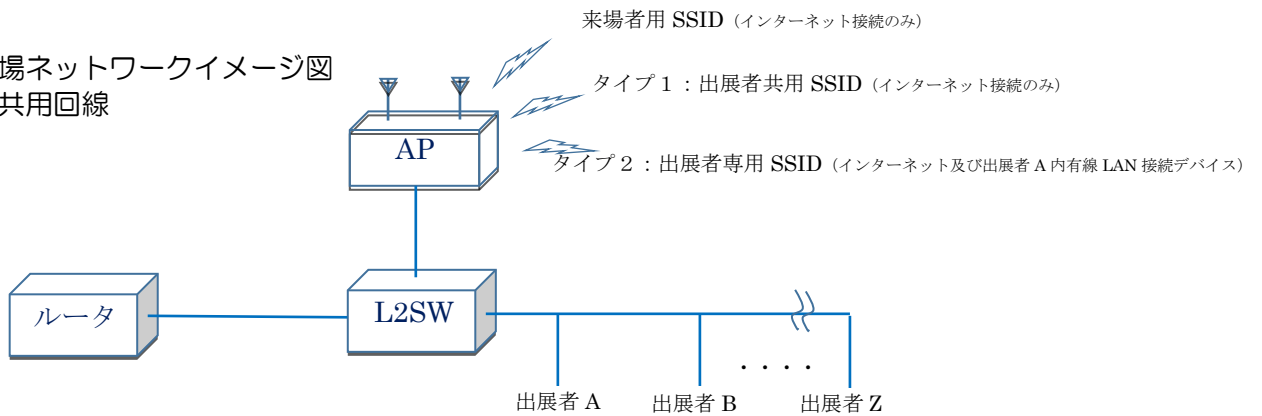 来場者用 SSID（インターネット接続のみ）
場ネットワークイメージ図
共用回線
タイプ１：出展者共用 SSID（インターネット接続のみ）
AP
タイプ２：出展者専用 SSID（インターネット及び出展者 A 内有線 LAN 接続デバイス）
ルータ
L2SW
・・・・
出展者 A
出展者 B
出展者 Z